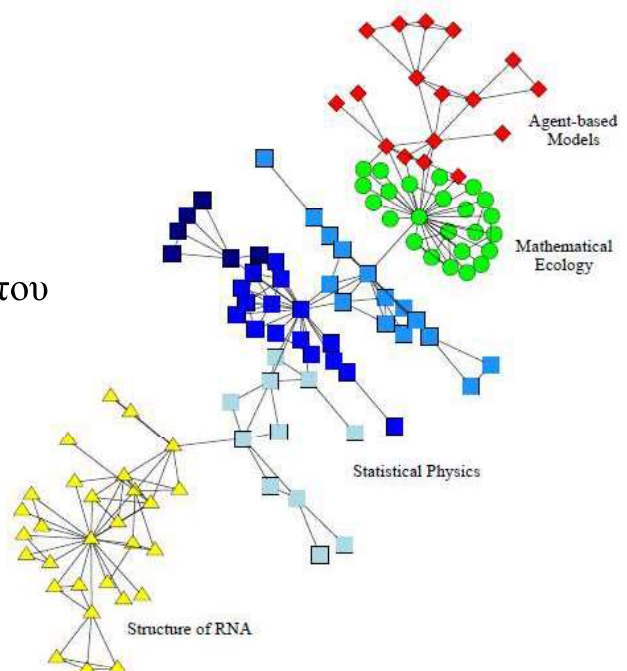 Agent-based
Models
Mathematical
Ecology
του
Statistical Physics
Structure of RNA